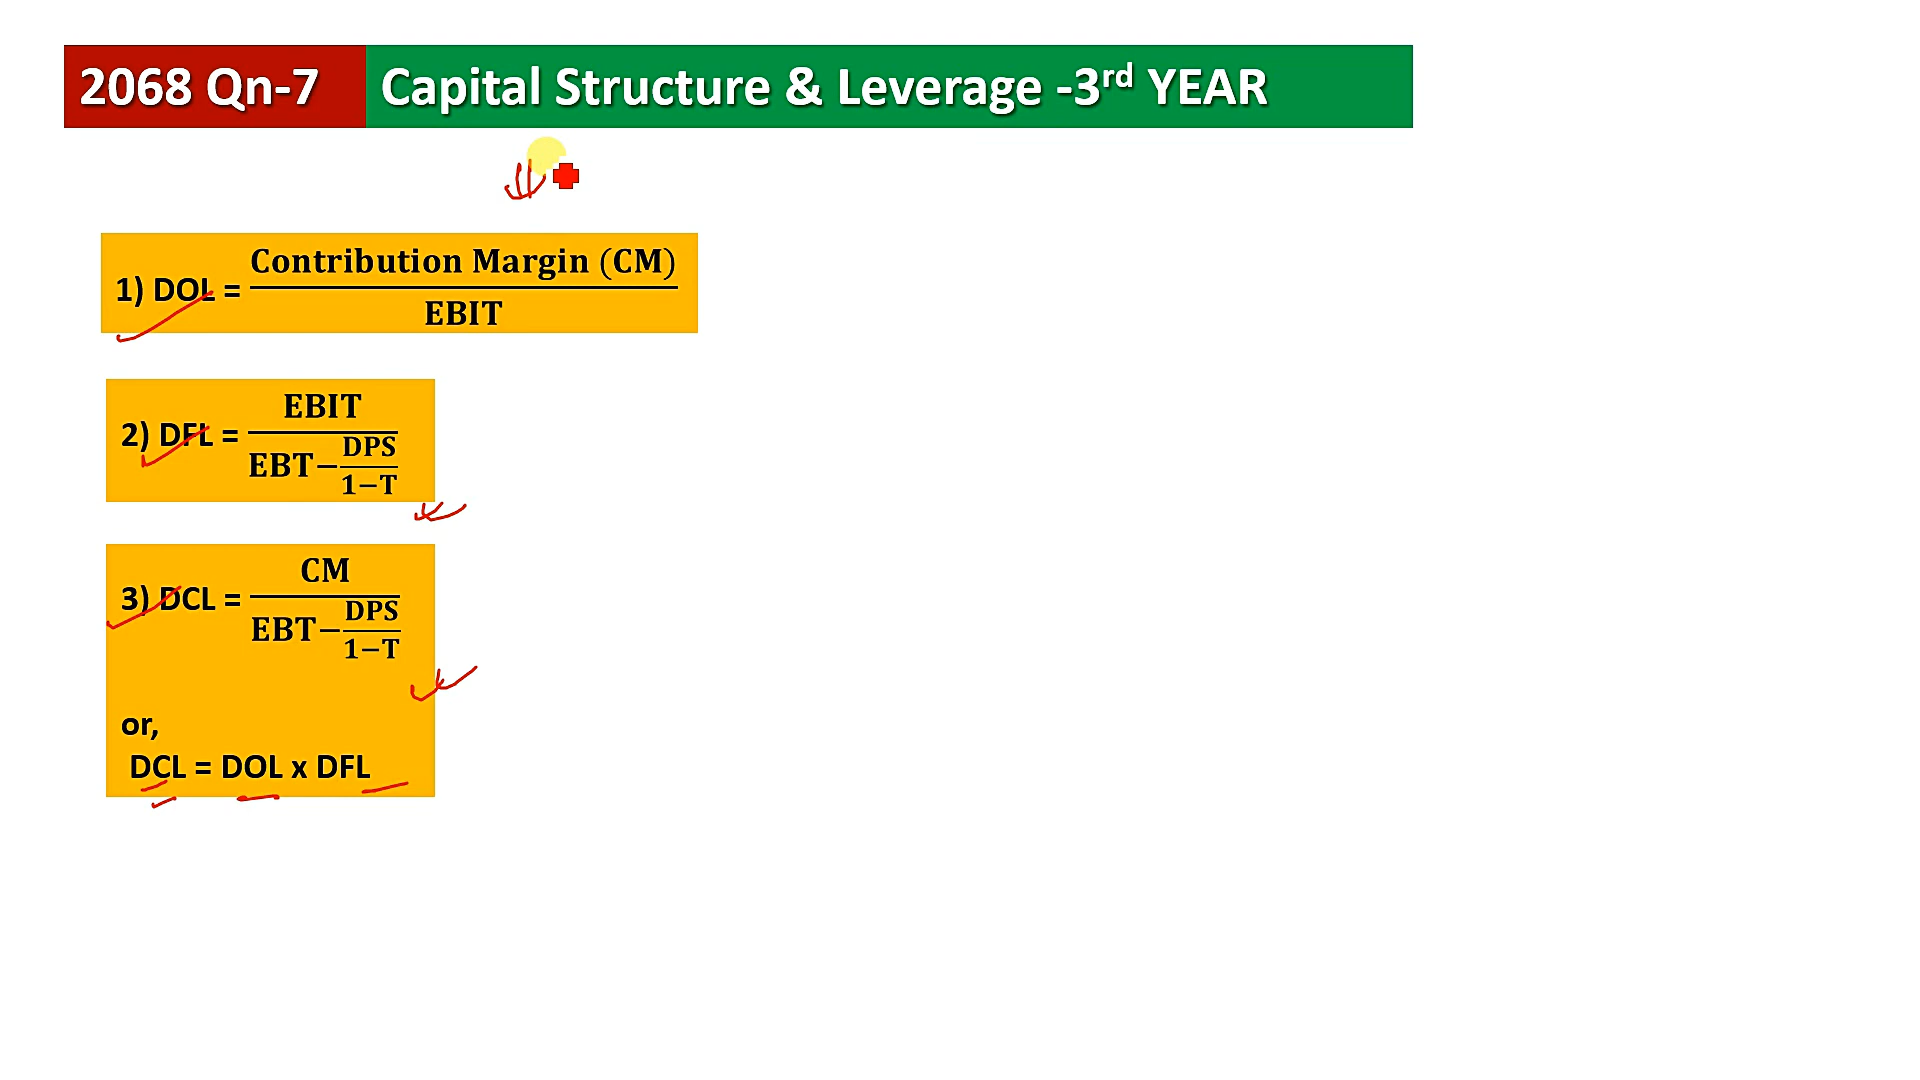 2068 Qn-7 Capital Structure & Leverage -3rd YEAR
1) DOL = Contribution Margin (CM) / EBIT
2) DFL = EBIT / EBT−DPS/1−T
3) DCL = CM / EBT−DPS/1−T
or,
DCL = DOL x DFL